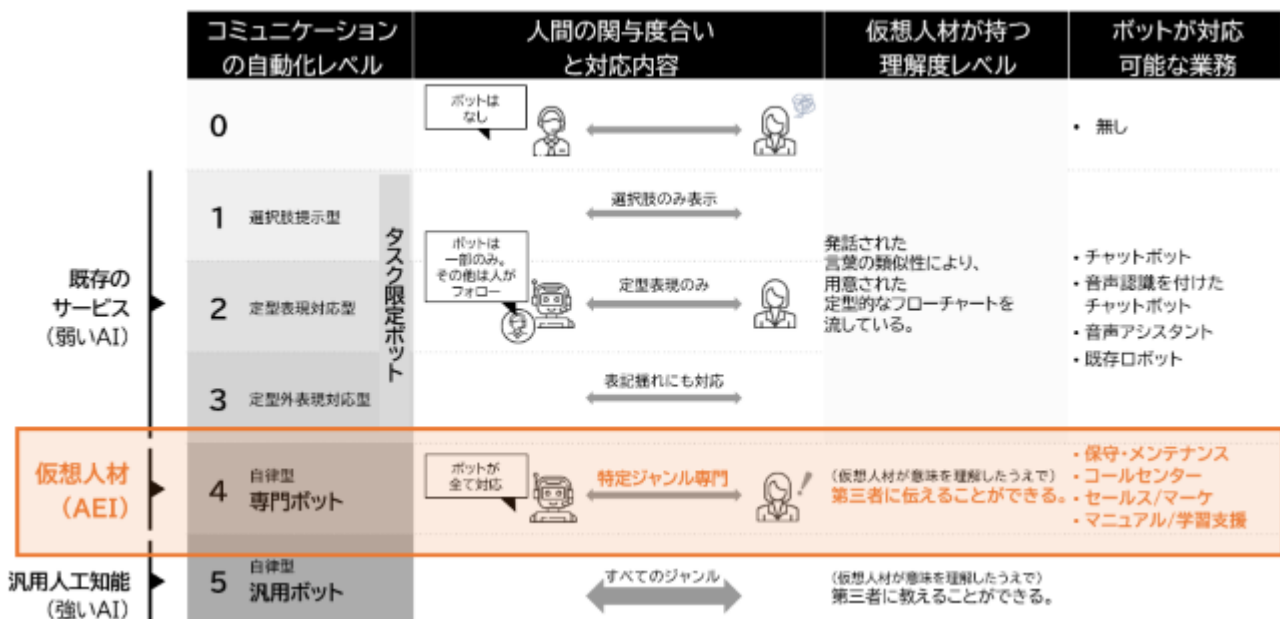 コミュニケーション
の自動化レベル
人間の関与度合い
と対応内容
仮想人材が持つ
理解度レベル
ボットが対応
可能な業務
0
ボットは
なし
・ 無し
既存の
サービス
（弱いAI）
タスク限定ボット
1 選択肢提示型
2 定型表現対応型
3 定型外表現対応型
ボットは
一部のみ。
その他は人が
フォロー
選択肢のみ表示
定型表現のみ
表記揺れにも対応
発話された
言葉の類似性により、
用意された
定型的なフローチャートを
流している。
・チャットボット
・音声認識を付けた
チャットボット
・音声アシスタント
・既存ロボット
仮想人材
（AEI）
4
自律型
専門ボット
ボットが
全て対応
特定ジャンル専門
（仮想人材が意味を理解したうえで）
第三者に伝えることができる。
・保守・メンテナンス
・コールセンター
・セールス/マーケ
・マニュアル/学習支援
汎用人工知能
（強いAI）
5
自律型
汎用ボット
すべてのジャンル
（仮想人材が意味を理解したうえで）
第三者に教えることができる。